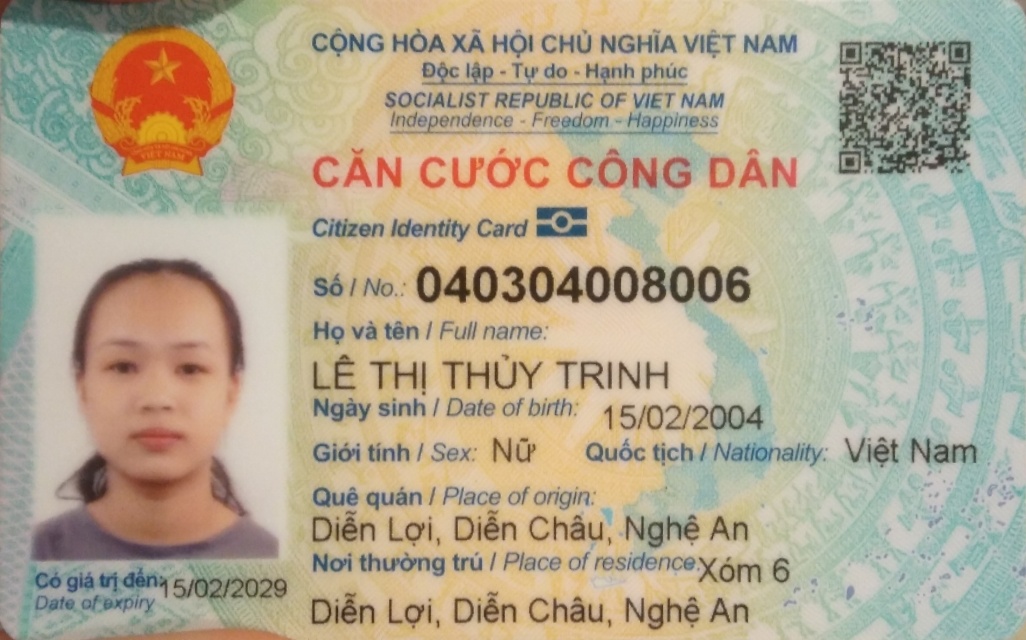 CỘNG HÒA XÃ HỘI CHỦ NGHĨA VIỆT NAM
Độc lập - Tự do - Hạnh phúc
SOCIALIST REPUBLIC OF VIET NAM
Independence - Freedom - Happiness
CĂN CƯỚC CÔNG DÂN
Citizen Identity Card
Số / No.: 040304008006
Họ và tên / Full name:
LÊ THỊ THỦY TRINH
Ngày sinh / Date of birth: 15/02/2004
Giới tính / Sex: Nữ Quốc tịch / Nationality: Việt Nam
Quê quán / Place of origin:
Diễn Lợi, Diễn Châu, Nghệ An
Nơi thường trú / Place of residence: Xóm 6
Diễn Lợi, Diễn Châu, Nghệ An
Có giá trị đến: 15/02/2029
Date of expiry
VIỆT NAM